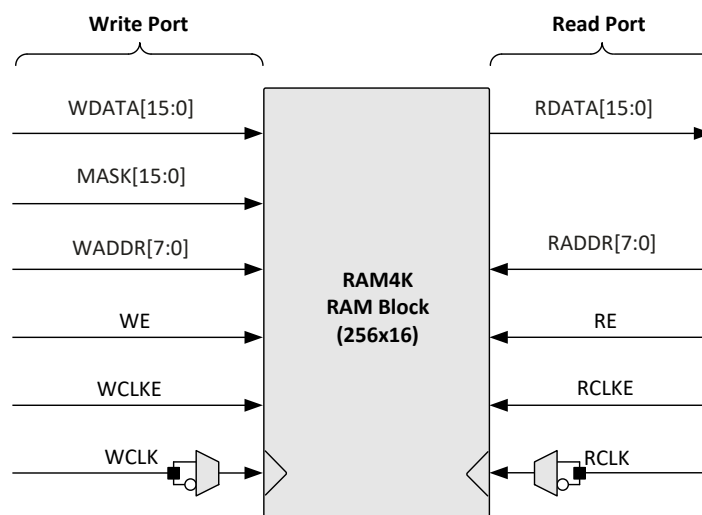 Write Port
Read Port
WDATA[15:0]
RDATA[15:0]
MASK[15:0]
WADDR[7:0]
RADDR[7:0]
RAM4K
RAM Block
(256x16)
WE
RE
WCLKE
RCLKE
WCLK
RCLK